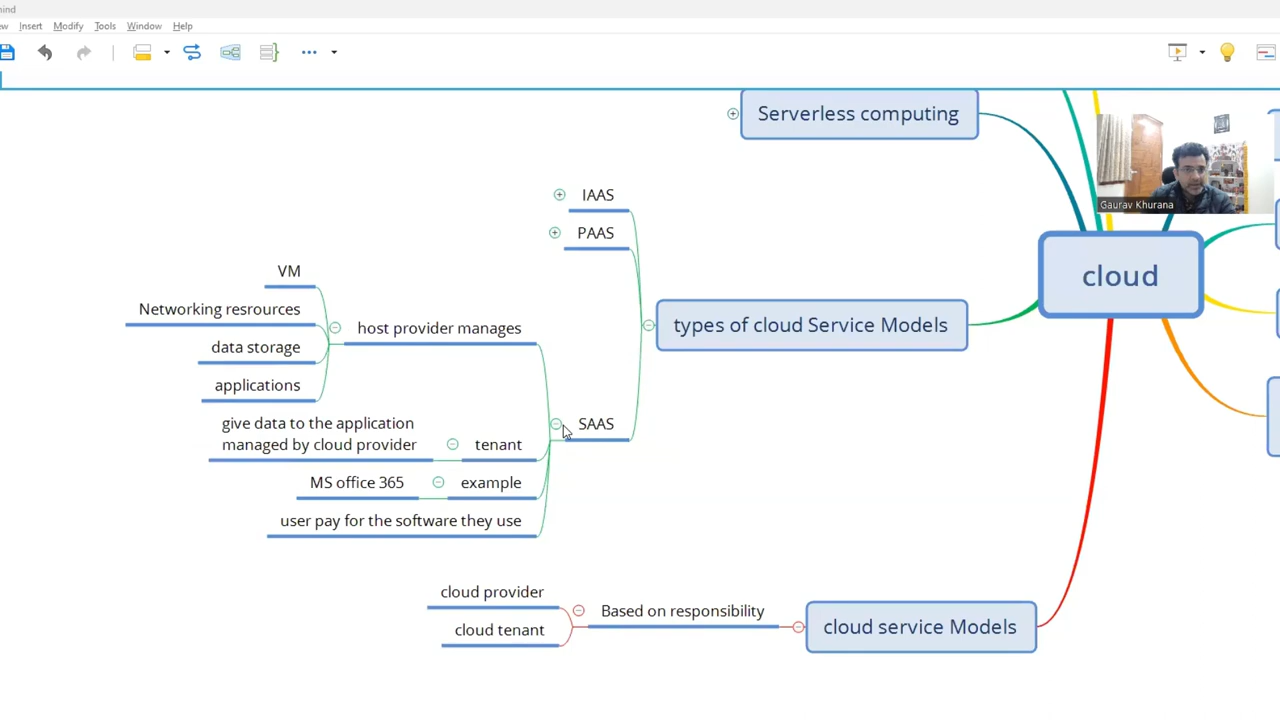 mind
ew Insert Modify Tools Window Help
Serverless computing
Gaurav Khurana
IAAS
PAAS
cloud
VM
Networking resrources
host provider manages
types of cloud Service Models
data storage
applications
give data to the application
managed by cloud provider
tenant
SAAS
MS office 365
example
user pay for the software they use
cloud provider
Based on responsibility
cloud service Models
cloud tenant